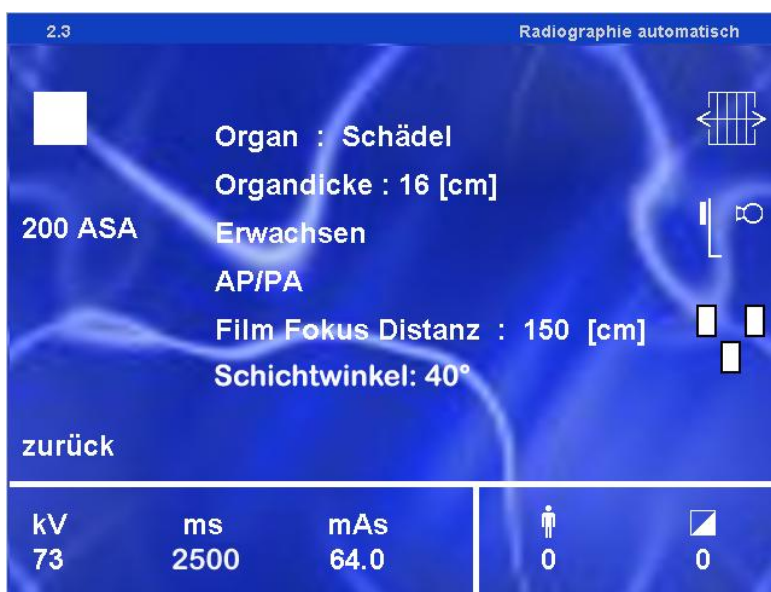 2.3 Radiographie automatisch
Organ : Schädel
Organdicke : 16 [cm]
200 ASA
Erwachsen
AP/PA
Film Fokus Distanz : 150 [cm]
Schichtwinkel: 40°
zurück
kV ms mAs
73 2500 64.0 0 0